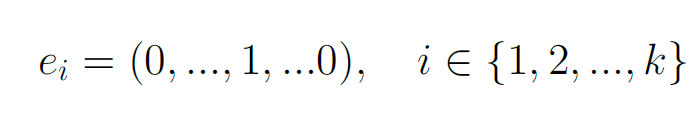 e_i = (0, ..., 1, ...0),   i ∈ {1, 2, ..., k}